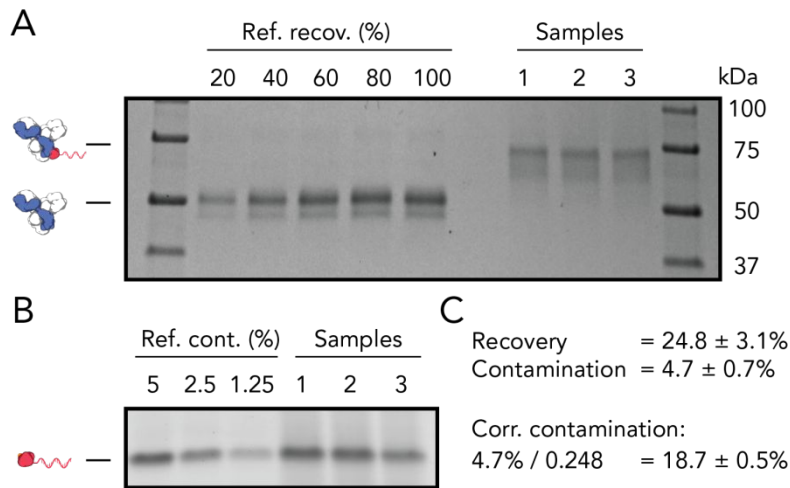 A
Ref. recov. (%)
Samples
20 40 60 80 100
1 2 3
kDa
100
75
50
37
B
Ref. cont. (%)
Samples
5 2.5 1.25
1 2 3
C
Recovery = 24.8 ± 3.1%
Contamination = 4.7 ± 0.7%
Corr. contamination:
4.7% / 0.248 = 18.7 ± 0.5%